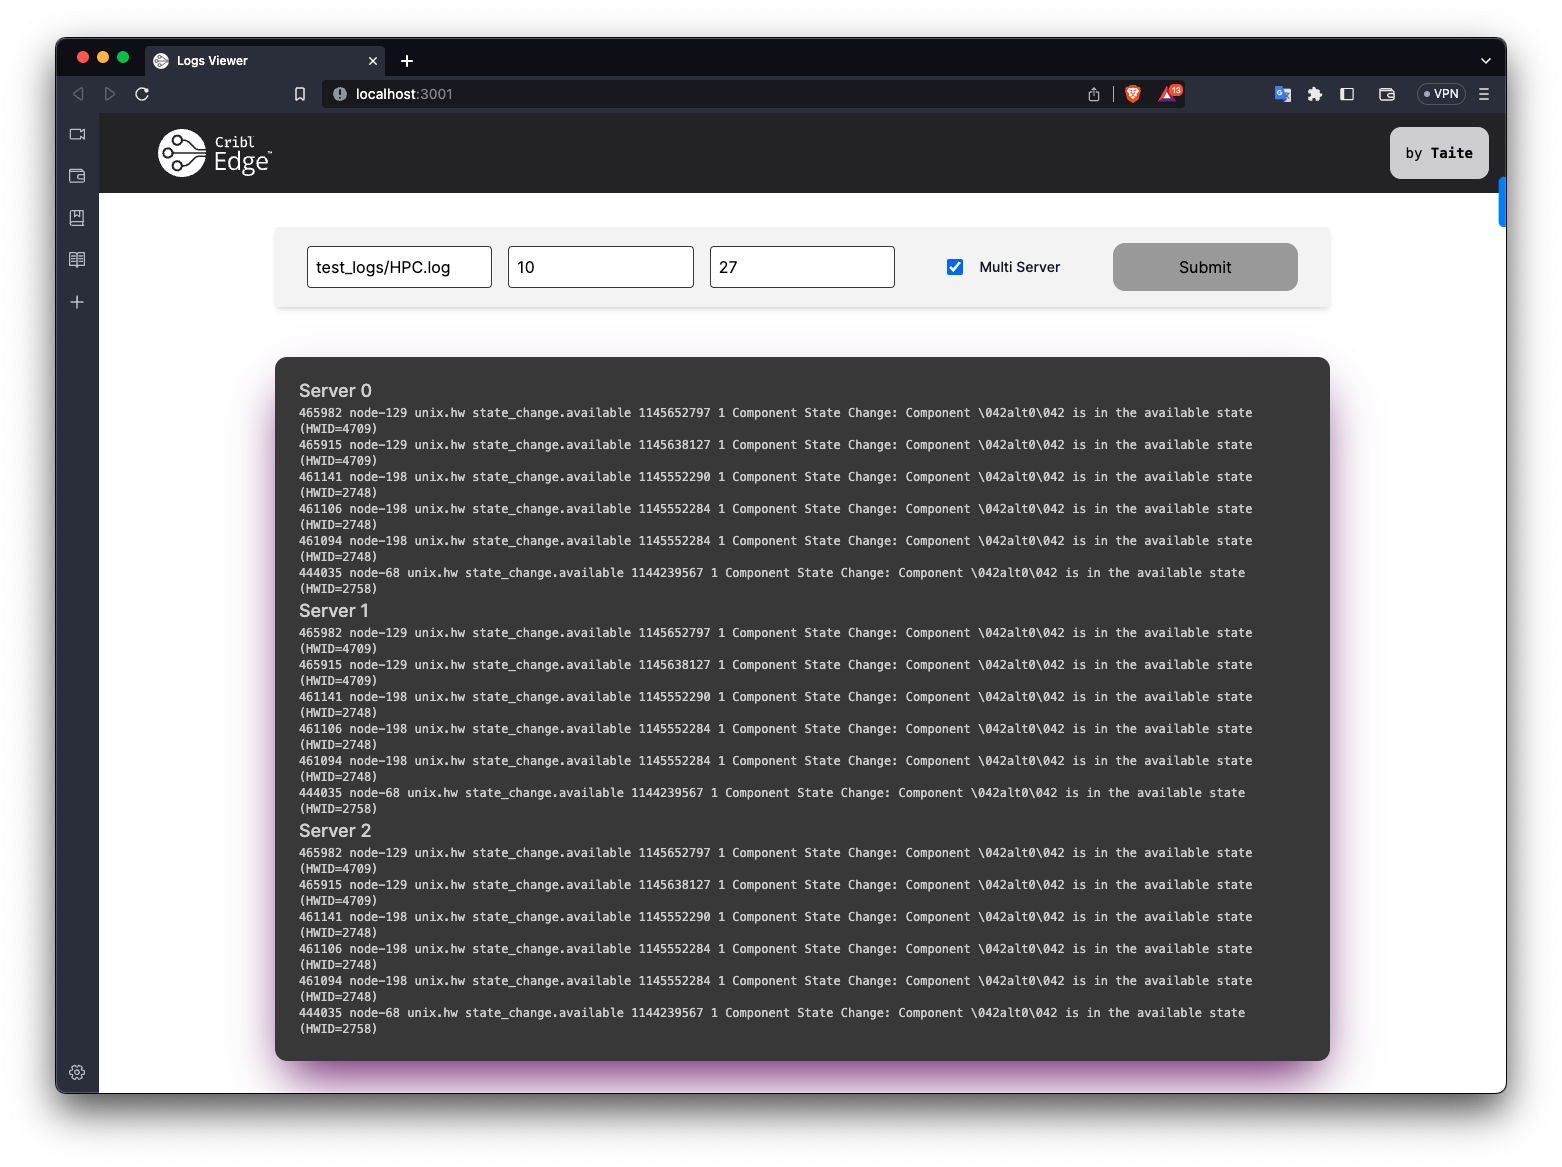 Logs Viewer
localhost:3001
13
VPN
Cribl
Edge™
by Taite
test_logs/HPC.log
10
27
Multi Server
Submit
Server 0
465982 node-129 unix.hw state_change.available 1145652797 1 Component State Change: Component \042alt0\042 is in the available state
(HWID=4709)
465915 node-129 unix.hw state_change.available 1145638127 1 Component State Change: Component \042alt0\042 is in the available state
(HWID=4709)
461141 node-198 unix.hw state_change.available 1145552290 1 Component State Change: Component \042alt0\042 is in the available state
(HWID=2748)
461106 node-198 unix.hw state_change.available 1145552284 1 Component State Change: Component \042alt0\042 is in the available state
(HWID=2748)
461094 node-198 unix.hw state_change.available 1145552284 1 Component State Change: Component \042alt0\042 is in the available state
(HWID=2748)
444035 node-68 unix.hw state_change.available 1144239567 1 Component State Change: Component \042alt0\042 is in the available state
(HWID=2758)
Server 1
465982 node-129 unix.hw state_change.available 1145652797 1 Component State Change: Component \042alt0\042 is in the available state
(HWID=4709)
465915 node-129 unix.hw state_change.available 1145638127 1 Component State Change: Component \042alt0\042 is in the available state
(HWID=4709)
461141 node-198 unix.hw state_change.available 1145552290 1 Component State Change: Component \042alt0\042 is in the available state
(HWID=2748)
461106 node-198 unix.hw state_change.available 1145552284 1 Component State Change: Component \042alt0\042 is in the available state
(HWID=2748)
461094 node-198 unix.hw state_change.available 1145552284 1 Component State Change: Component \042alt0\042 is in the available state
(HWID=2748)
444035 node-68 unix.hw state_change.available 1144239567 1 Component State Change: Component \042alt0\042 is in the available state
(HWID=2758)
Server 2
465982 node-129 unix.hw state_change.available 1145652797 1 Component State Change: Component \042alt0\042 is in the available state
(HWID=4709)
465915 node-129 unix.hw state_change.available 1145638127 1 Component State Change: Component \042alt0\042 is in the available state
(HWID=4709)
461141 node-198 unix.hw state_change.available 1145552290 1 Component State Change: Component \042alt0\042 is in the available state
(HWID=2748)
461106 node-198 unix.hw state_change.available 1145552284 1 Component State Change: Component \042alt0\042 is in the available state
(HWID=2748)
461094 node-198 unix.hw state_change.available 1145552284 1 Component State Change: Component \042alt0\042 is in the available state
(HWID=2748)
444035 node-68 unix.hw state_change.available 1144239567 1 Component State Change: Component \042alt0\042 is in the available state
(HWID=2758)